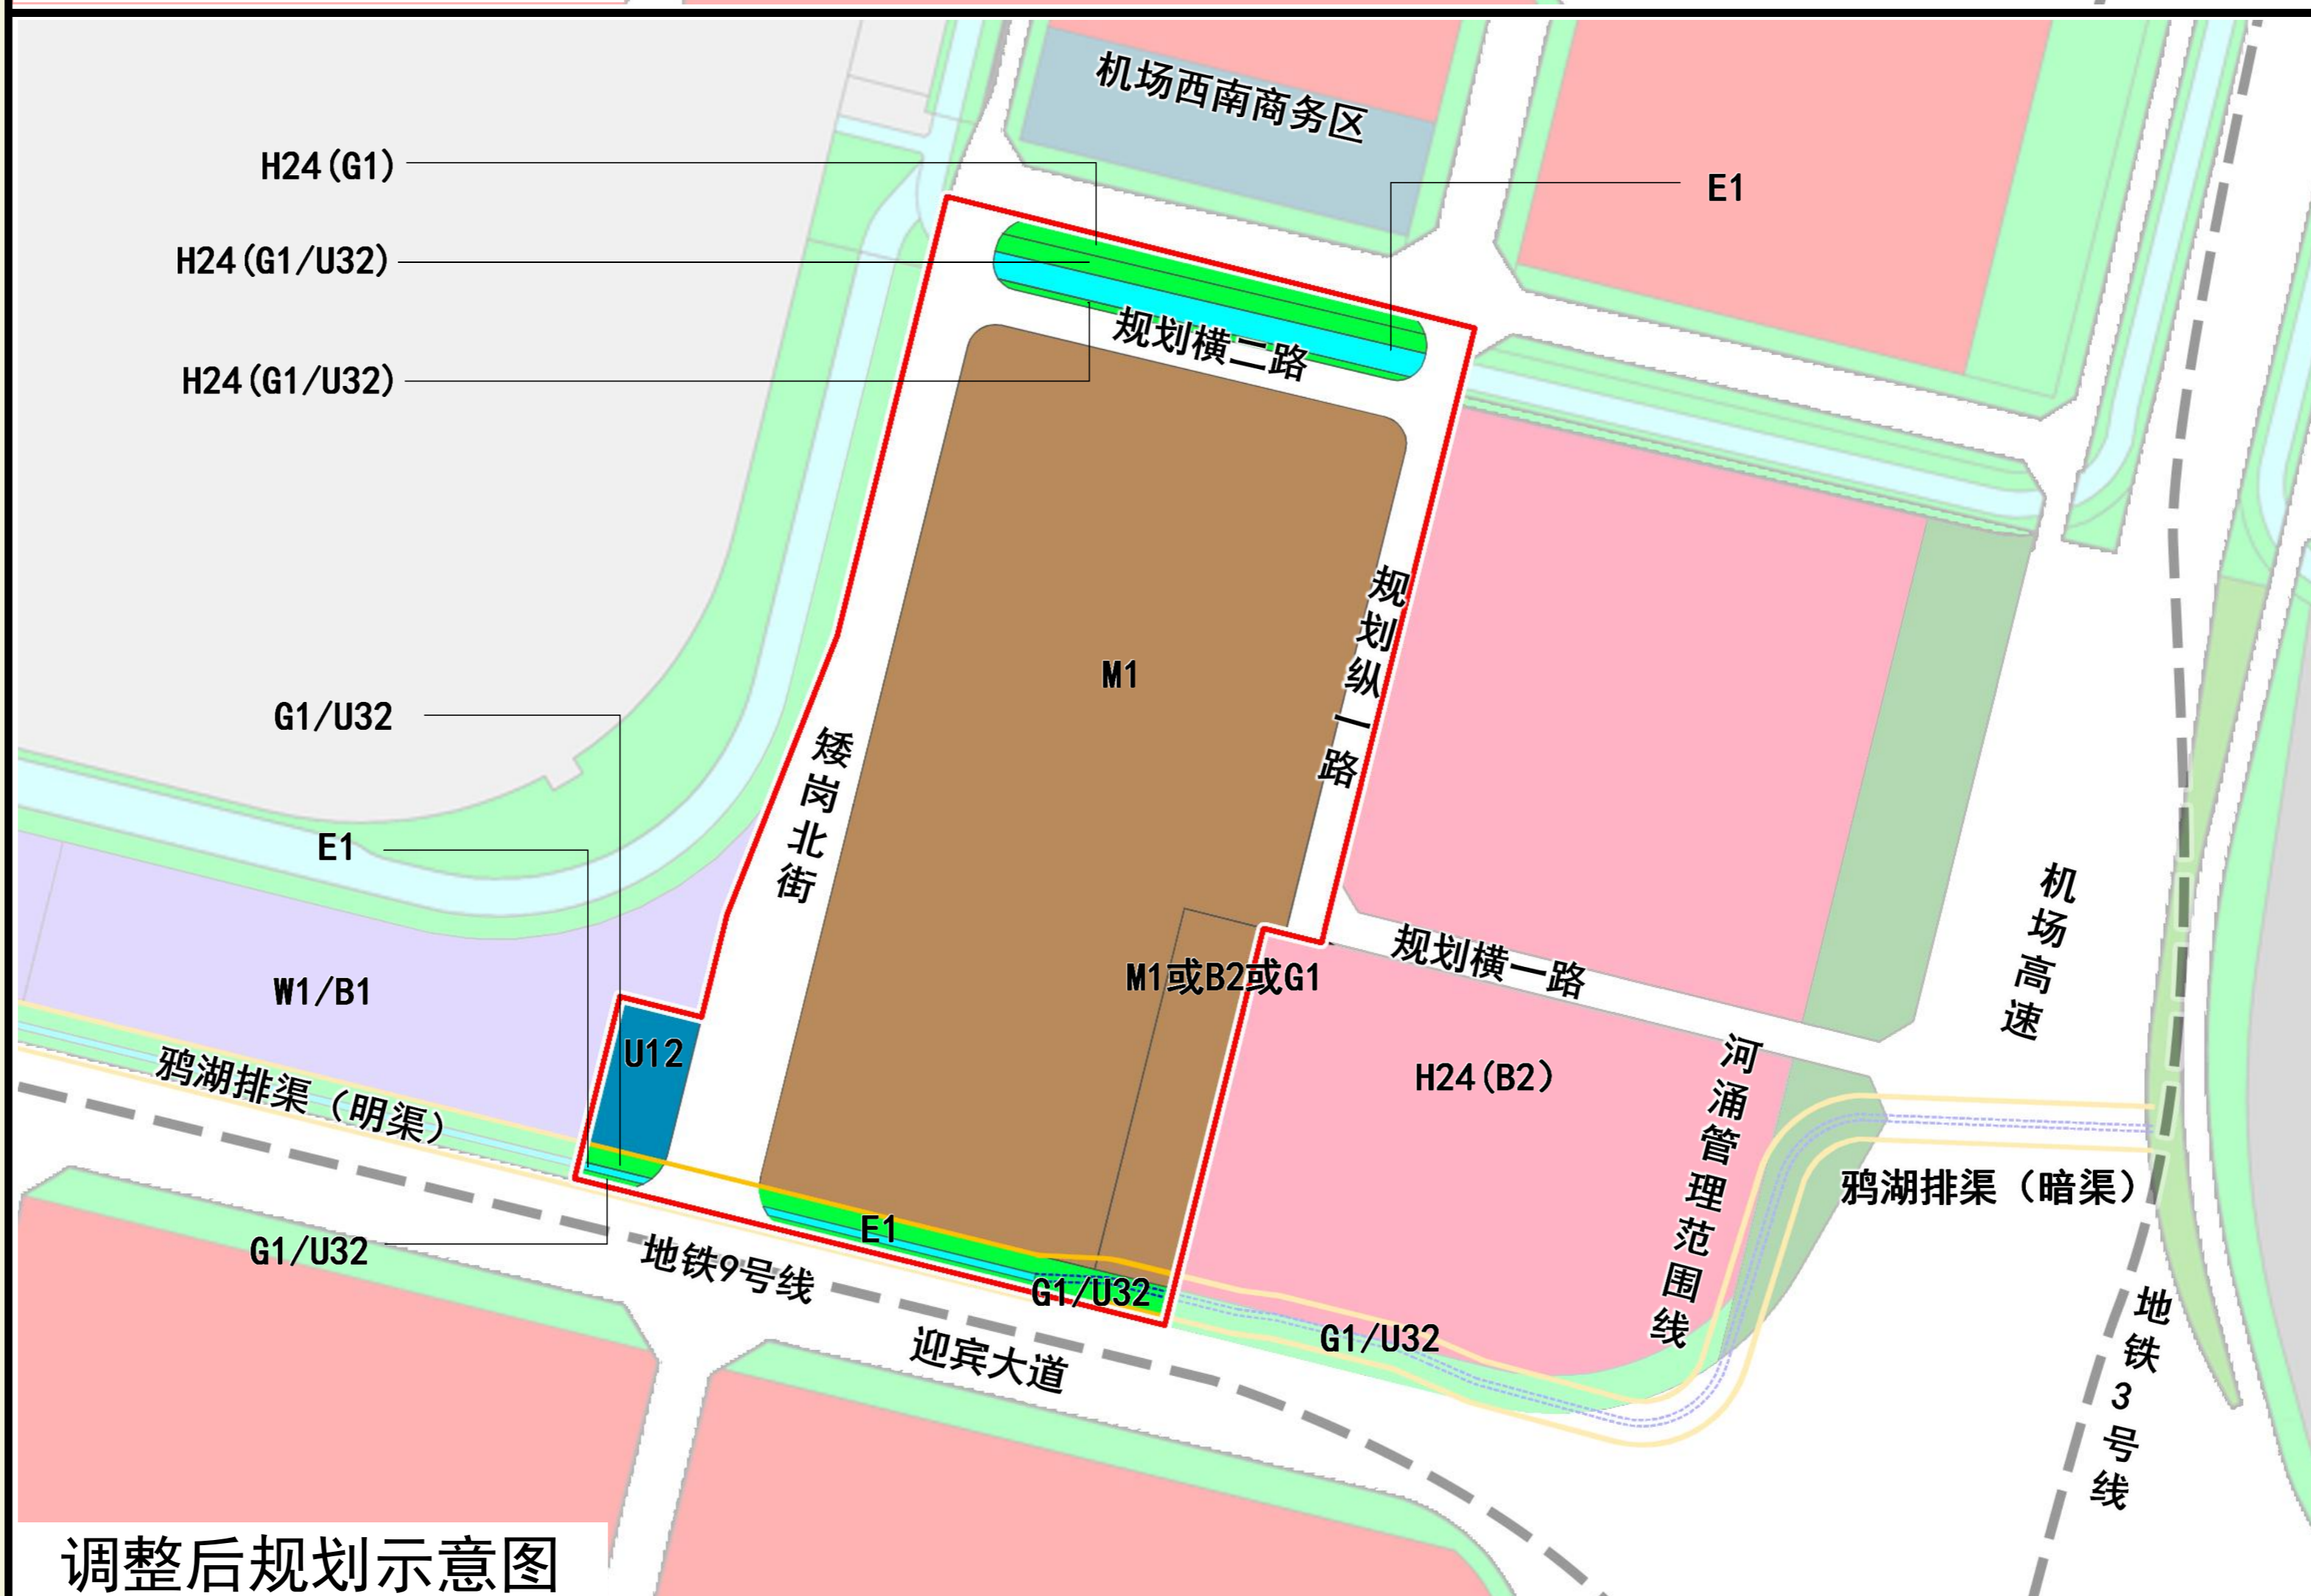 机场西南商务区
H24(G1)
E1
H24(G1/U32)
规划横二路
H24(G1/U32)
规划纵一路
M1
G1/U32
矮岗北街
E1
机场高速
规划横一路
M1或B2或G1
W1/B1
U12
鸦湖排渠（明渠）
H24(B2)
河涌管理范围线
鸦湖排渠（暗渠）
E1
G1/U32
地铁9号线
G1/U32
G1/U32
迎宾大道
地铁3号线
调整后规划示意图